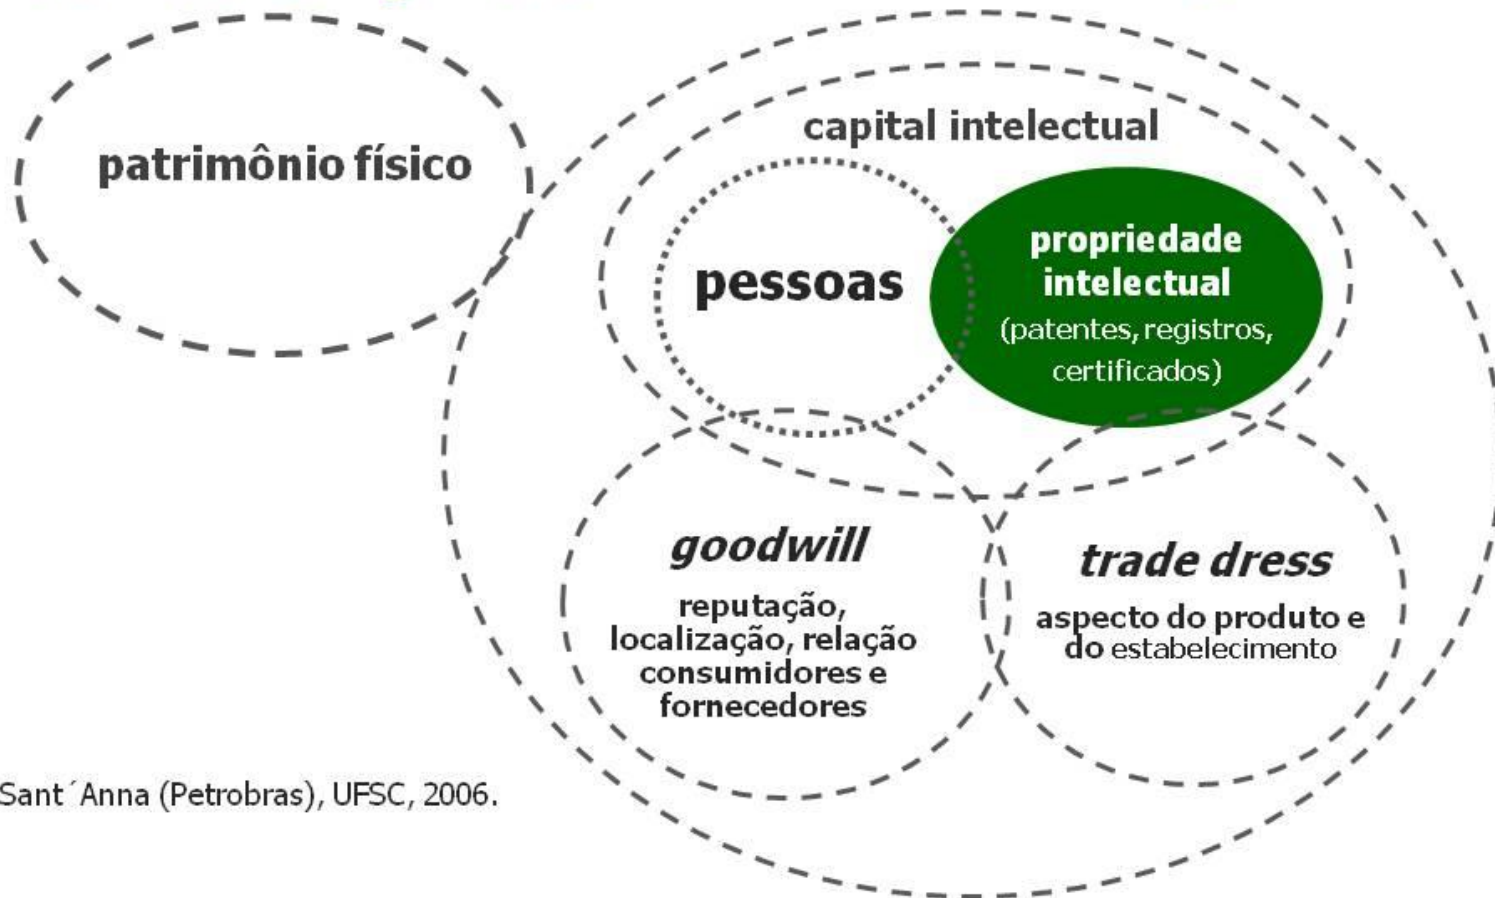 patrimônio físico
capital intelectual
pessoas
propriedade
intelectual
(patentes, registros,
certificados)
goodwill
reputação,
localização, relação
consumidores e
fornecedores
trade dress
aspecto do produto e
do estabelecimento
Sant´Anna (Petrobras), UFSC, 2006.